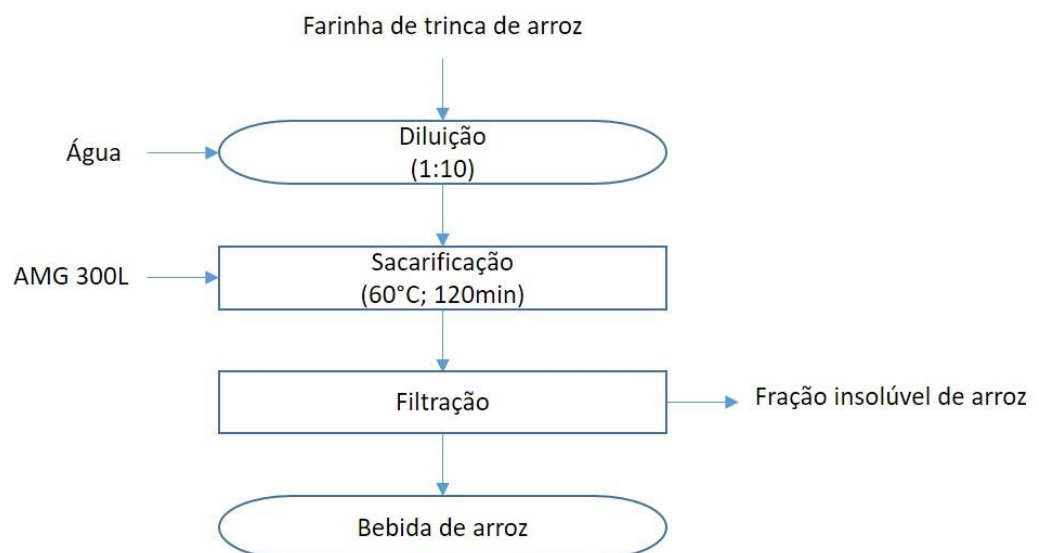 Farinha de trinca de arroz
Diluição
(1:10)
Água
Sacarificação
(60°C; 120min)
AMG 300L
Filtração
Fração insolúvel de arroz
Bebida de arroz